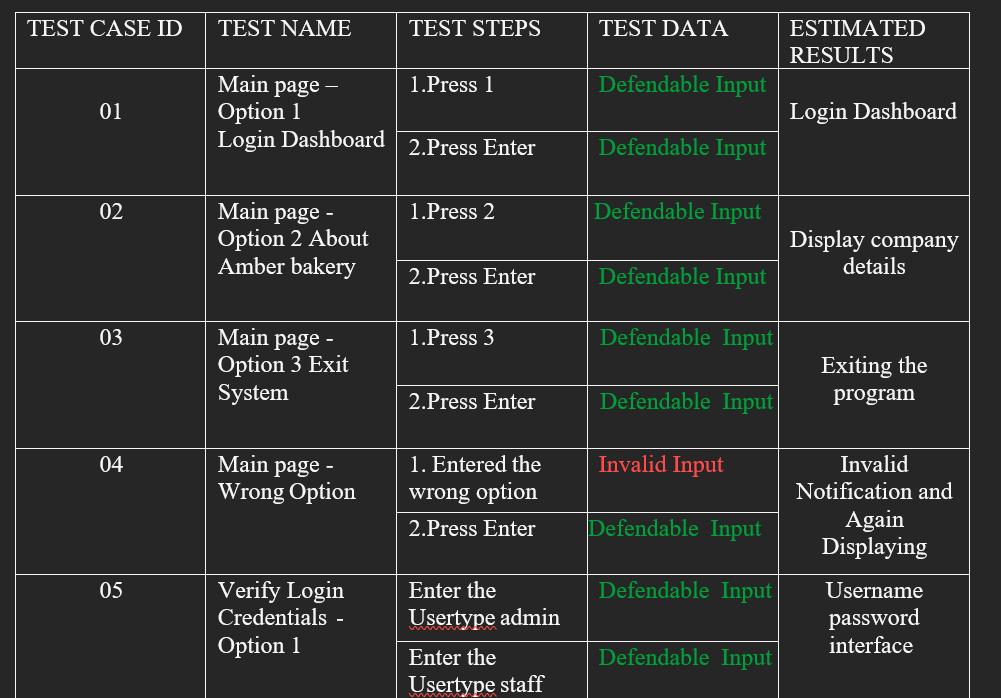 TEST CASE ID TEST NAME TEST STEPS TEST DATA ESTIMATED
RESULTS
01
Main page –
Option 1
Login Dashboard
1.Press 1
Defendable Input
2.Press Enter
Defendable Input
Login Dashboard
02
Main page -
Option 2 About
Amber bakery
1.Press 2
Defendable Input
2.Press Enter
Defendable Input
Display company
details
03
Main page -
Option 3 Exit
System
1.Press 3
Defendable Input
2.Press Enter
Defendable Input
Exiting the
program
04
Main page -
Wrong Option
1. Entered the
wrong option
Invalid Input
2.Press Enter
Defendable Input
Invalid
Notification and
Again
Displaying
05
Verify Login
Credentials -
Option 1
Enter the
Usertype admin
Defendable Input
Enter the
Usertype staff
Defendable Input
Username
password
interface